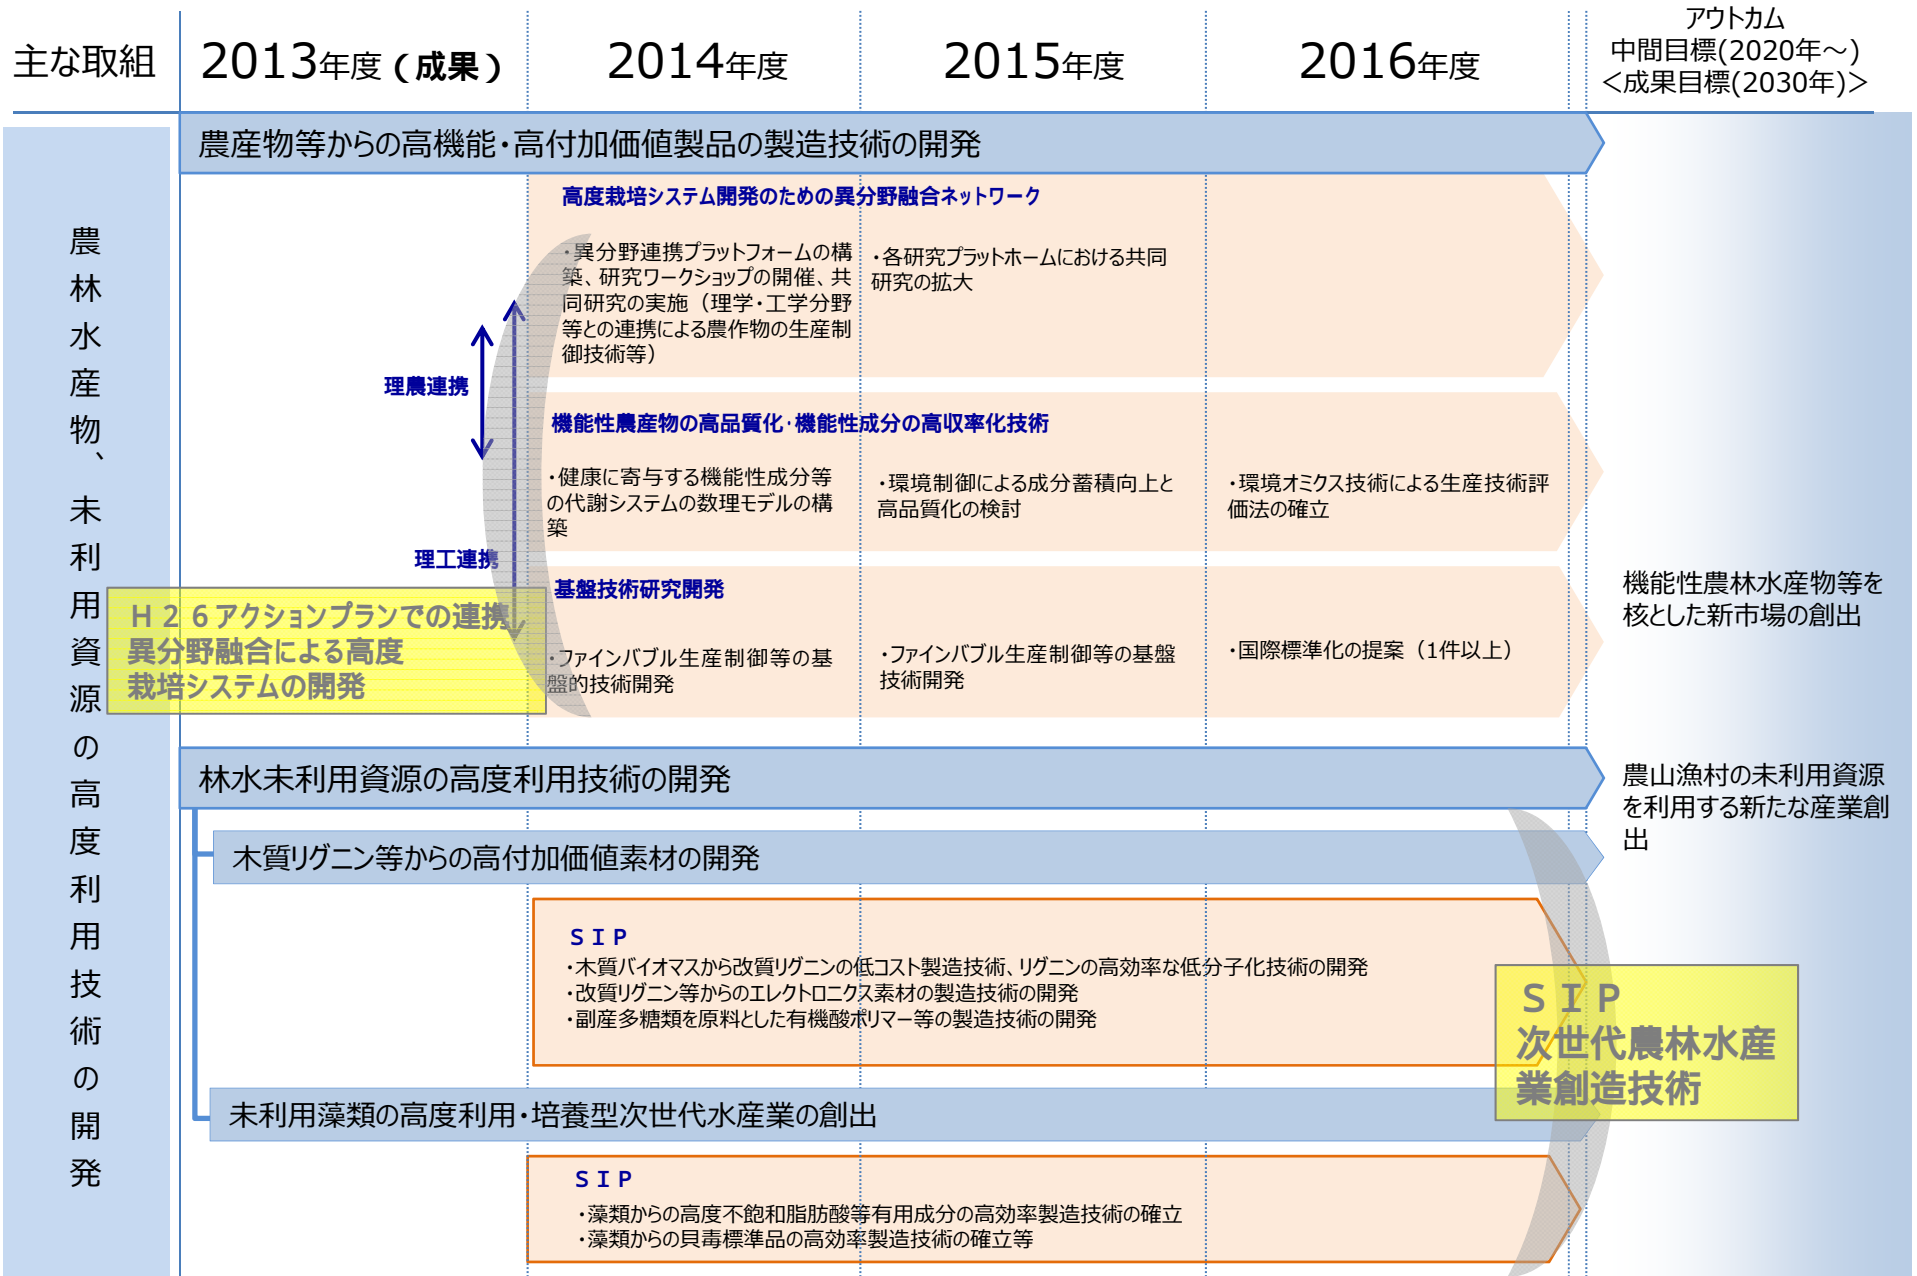 主な取組
2013年度(成果)
2014年度
2015年度
2016年度
アウトカム
中間目標(2020年～)
＜成果目標(2030年)＞
農林水産物、未利用資源の高度利用技術の開発
農産物等からの高機能・高付加価値製品の製造技術の開発
高度栽培システム開発のための異分野融合ネットワーク
・異分野連携プラットフォームの構
築、研究ワークショップの開催、共
同研究の実施（理学・工学分野
等との連携による農作物の生産制
御技術等）
・各研究プラットホームにおける共同
研究の拡大
理農連携
機能性農産物の高品質化・機能性成分の高収率化技術
・健康に寄与する機能性成分等
の代謝システムの数理モデルの構
築
・環境制御による成分蓄積向上と
高品質化の検討
・環境オミクス技術による生産技術評
価法の確立
理工連携
基盤技術研究開発
・ファインバブル生産制御等の基
盤的技術開発
・ファインバブル生産制御等の基盤
技術開発
・国際標準化の提案（1件以上）
Ｈ２６アクションプランでの連携
異分野融合による高度
栽培システムの開発
機能性農林水産物等を
核とした新市場の創出
林水未利用資源の高度利用技術の開発
農山漁村の未利用資源
を利用する新たな産業創
出
木質リグニン等からの高付加価値素材の開発
ＳＩＰ
・木質バイオマスから改質リグニンの低コスト製造技術、リグニンの高効率な低分子化技術の開発
・改質リグニン等からのエレクトロニクス素材の製造技術の開発
・副産多糖類を原料とした有機酸ポリマー等の製造技術の開発
ＳＩＰ
次世代農林水産
業創造技術
未利用藻類の高度利用・培養型次世代水産業の創出
ＳＩＰ
・藻類からの高度不飽和脂肪酸等有用成分の高効率製造技術の確立
・藻類からの貝毒標準品の高効率製造技術の確立等